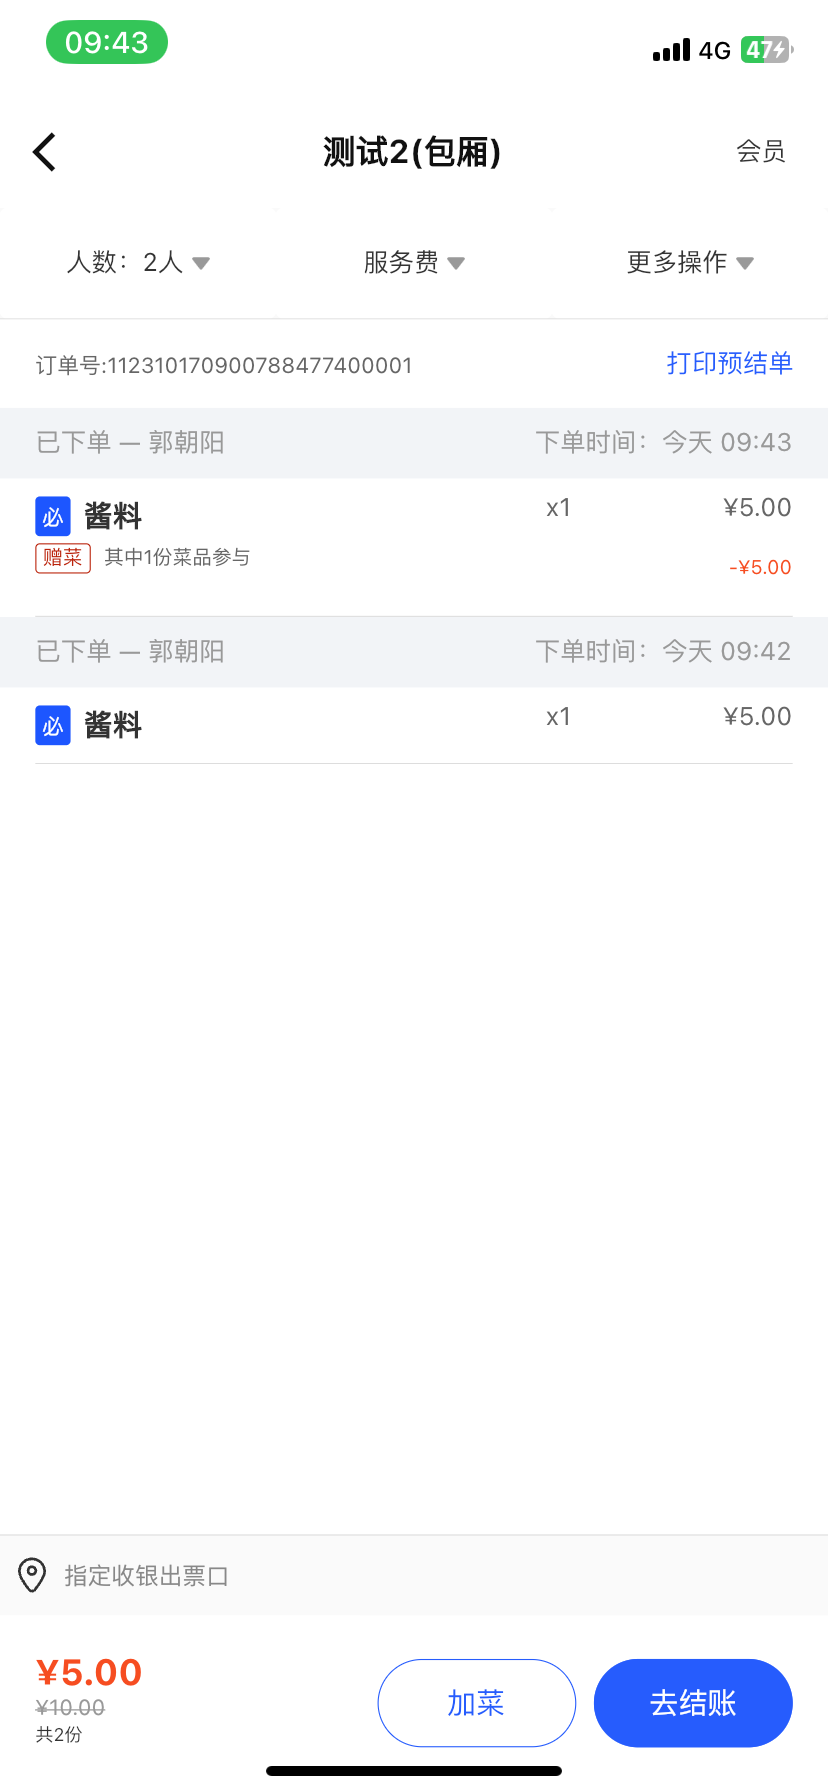 09:43
4G 47
测试2(包厢)
会员
人数：2人 服务费 更多操作
订单号:112310170900788477400001 打印预结单
已下单 — 郭朝阳 下单时间：今天 09:43
必 酱料 x1 ¥5.00
赠菜 其中1份菜品参与 -¥5.00
已下单 — 郭朝阳 下单时间：今天 09:42
必 酱料 x1 ¥5.00
指定收银出票口
¥5.00
¥10.00
共2份
加菜 去结账